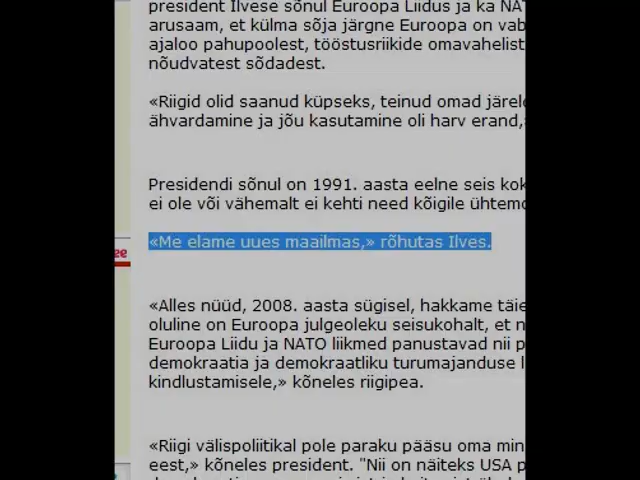 president Ilvese sõnul Euroopa Liidus ja ka
arusaam, et külma sõja järgne Euroopa on vab
ajaloo pahupoolest, tööstusriikide omavahelist
nõudvatest sõdadest.
«Riigid olid saanud küpseks, teinud omad järel
ähvardamine ja jõu kasutamine oli harv erand,
Presidendi sõnul on 1991. aasta eelne seis kok
ei ole või vähemalt ei kehti need kõigile ühtem
«Me elame uues maailmas,» rõhutas Ilves.
ee
«Alles nüüd, 2008. aasta sügisel, hakkame täie
oluline on Euroopa julgeoleku seisukohalt, et n
Euroopa Liidu ja NATO liikmed panustavad nii p
demokraatia ja demokraatliku turumajanduse l
kindlustamisele,» kõneles riigipea.
«Riigi välispoliitikal pole paraku pääsu oma min
eest,» kõneles president. "Nii on näiteks USA p